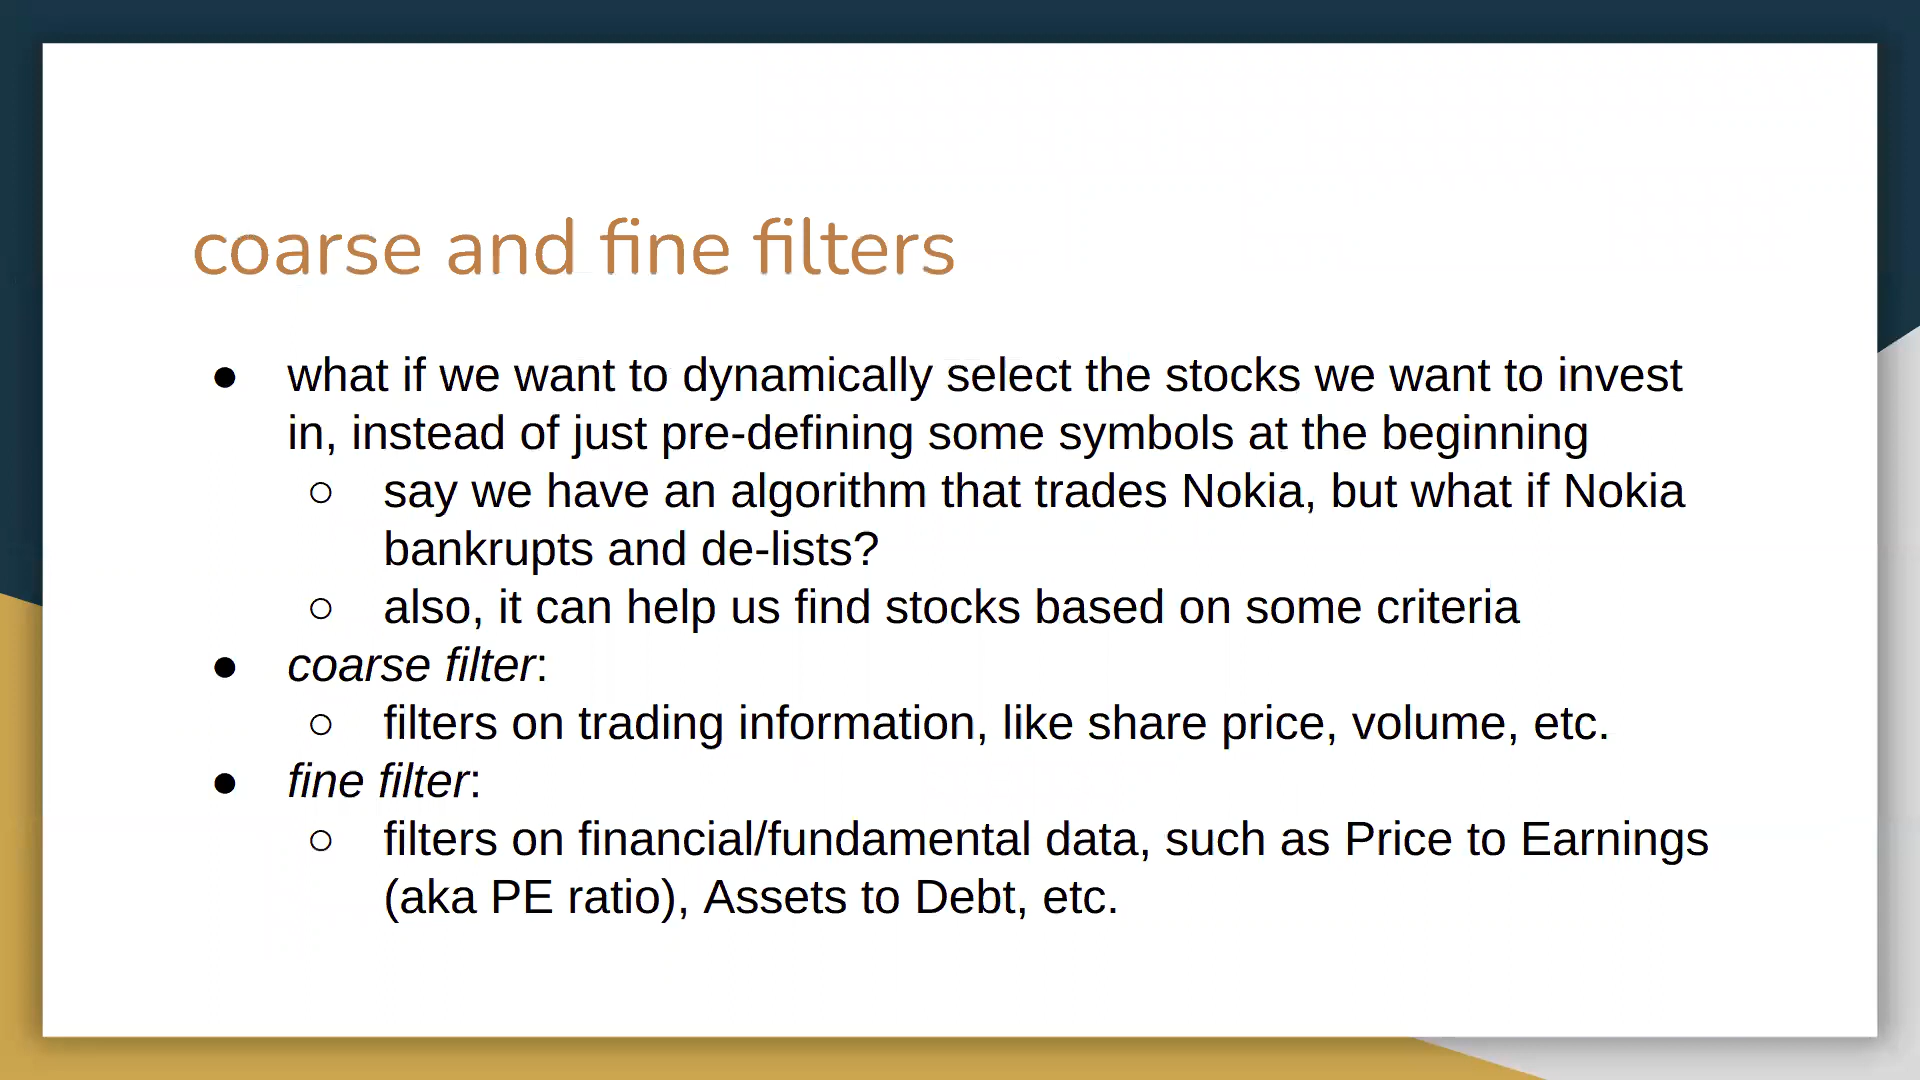 coarse and fine filters
● what if we want to dynamically select the stocks we want to invest
in, instead of just pre-defining some symbols at the beginning
○ say we have an algorithm that trades Nokia, but what if Nokia
bankrupts and de-lists?
○ also, it can help us find stocks based on some criteria
● coarse filter:
○ filters on trading information, like share price, volume, etc.
● fine filter:
○ filters on financial/fundamental data, such as Price to Earnings
(aka PE ratio), Assets to Debt, etc.